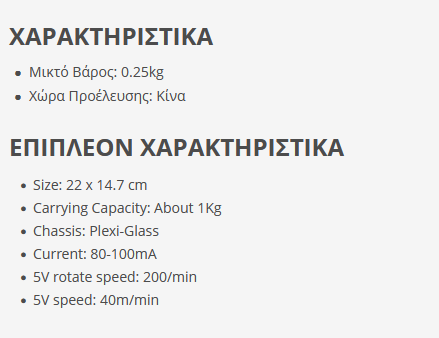 ΧΑΡΑΚΤΗΡΙΣΤΙΚΑ
Μικτό Βάρος: 0.25kg
Χώρα Προέλευσης: Κίνα
ΕΠΙΠΛΕΟΝ ΧΑΡΑΚΤΗΡΙΣΤΙΚΑ
Size: 22 x 14.7 cm
Carrying Capacity: About 1Kg
Chassis: Plexi-Glass
Current: 80-100mA
5V rotate speed: 200/min
5V speed: 40m/min